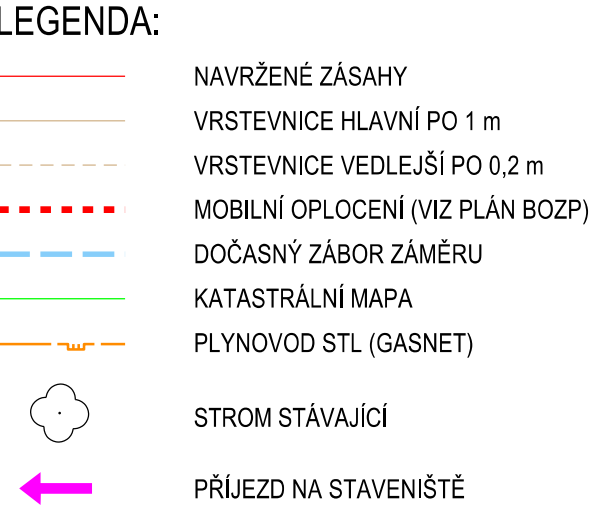 LEGENDA:
NAVRŽENÉ ZÁSAHY
VRSTEVNICE HLAVNÍ PO 1 m
VRSTEVNICE VEDLEJŠÍ PO 0,2 m
MOBILNÍ OPLOCENÍ (VIZ PLÁN BOZP)
DOČASNÝ ZÁBOR ZÁMĚRU
KATASTRÁLNÍ MAPA
PLYNOVOD STL (GASNET)
STROM STÁVAJÍCÍ
PŘÍJEZD NA STAVENIŠTĚ